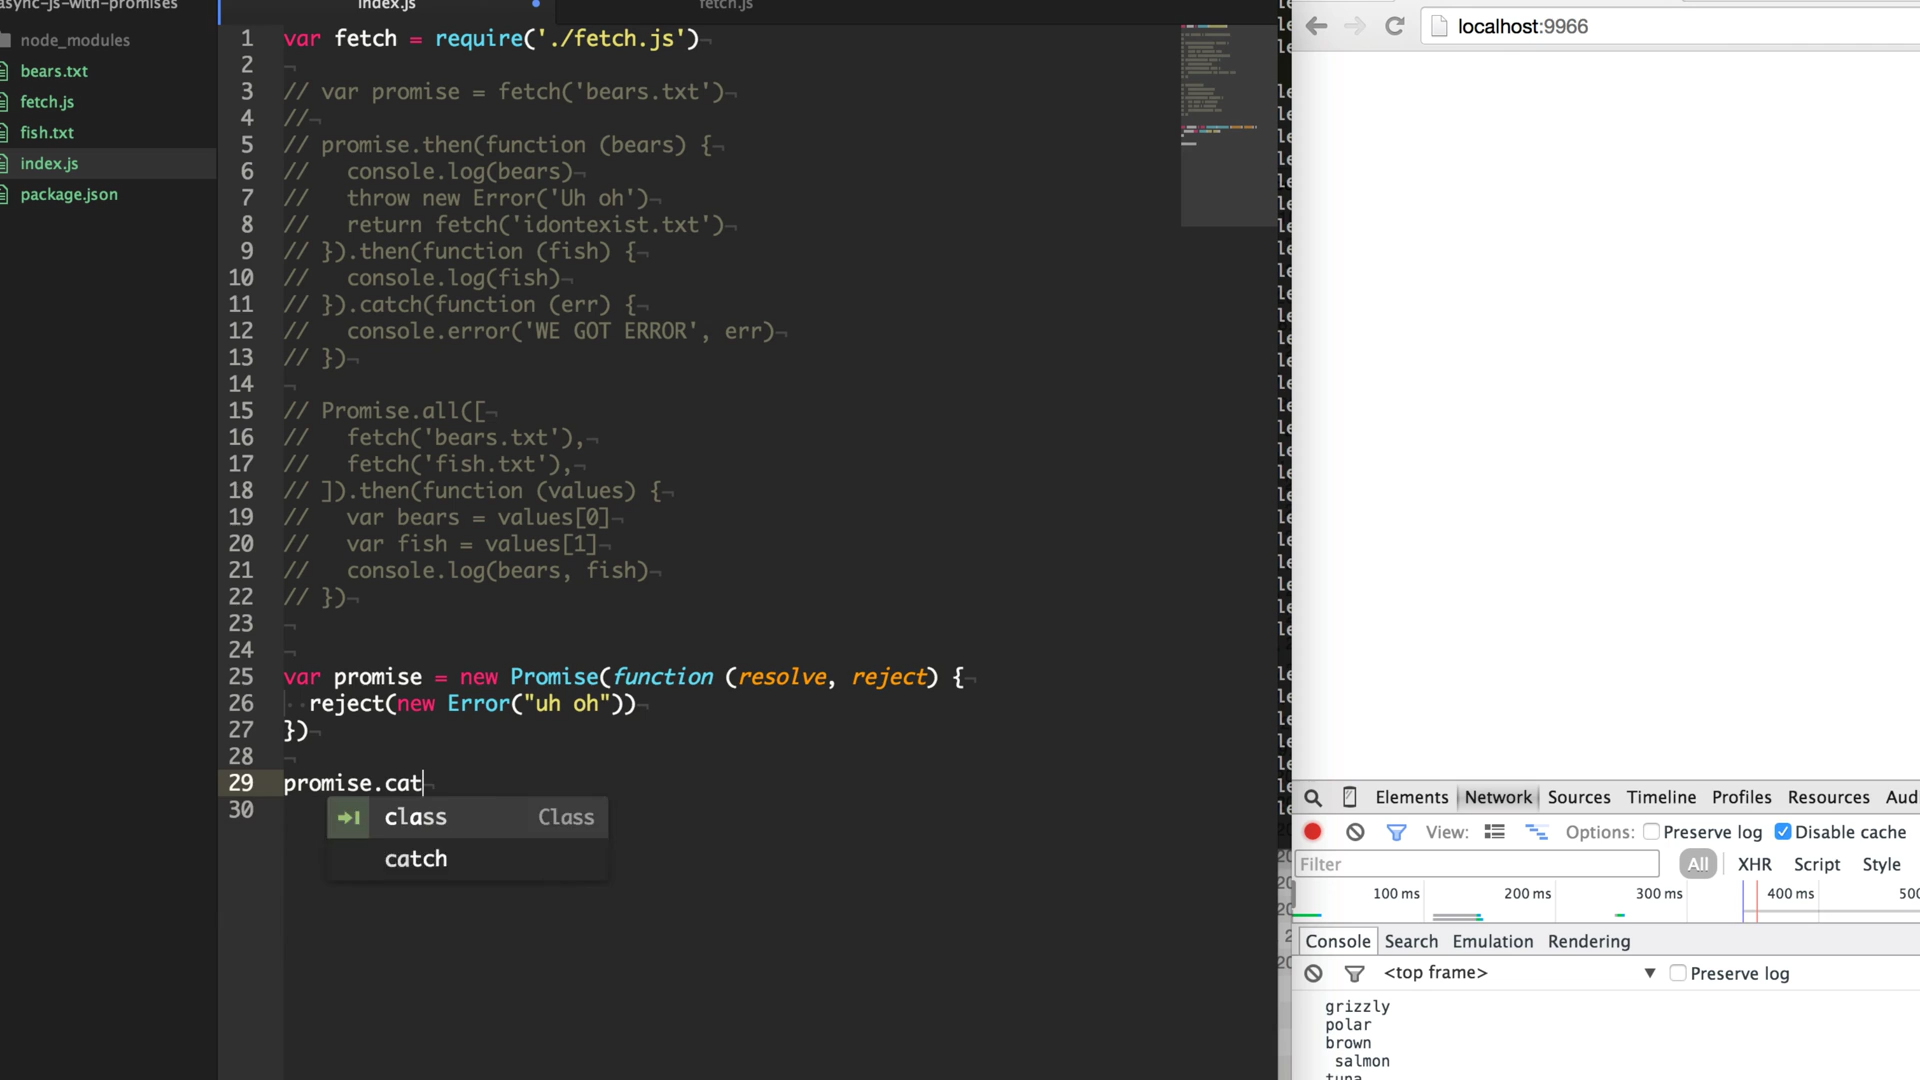 async-js-with-promises
node_modules
bears.txt
fetch.js
fish.txt
index.js
package.json
index.js
fetch.js
1 var fetch = require('./fetch.js')¬
2 ¬
3 // var promise = fetch('bears.txt')¬
4 //¬
5 // promise.then(function (bears) {¬
6 //   console.log(bears)¬
7 //   throw new Error('Uh oh')¬
8 //   return fetch('idontexist.txt')¬
9 // }).then(function (fish) {¬
10 //   console.log(fish)¬
11 // }).catch(function (err) {¬
12 //   console.error('WE GOT ERROR', err)¬
13 // })¬
14 ¬
15 // Promise.all([¬
16 //   fetch('bears.txt'),¬
17 //   fetch('fish.txt'),¬
18 // ]).then(function (values) {¬
19 //   var bears = values[0]¬
20 //   var fish = values[1]¬
21 //   console.log(bears, fish)¬
22 // })¬
23 ¬
24 ¬
25 var promise = new Promise(function (resolve, reject) {¬
26   reject(new Error("uh oh"))¬
27 })¬
28 ¬
29 promise.cat¬
30
class Class
catch
localhost:9966
Elements Network Sources Timeline Profiles Resources Aud
View: Options: Preserve log Disable cache
Filter All XHR Script Style
100 ms 200 ms 300 ms 400 ms 500
Console Search Emulation Rendering
<top frame> ▼ Preserve log
grizzly
polar
brown
salmon
tuna